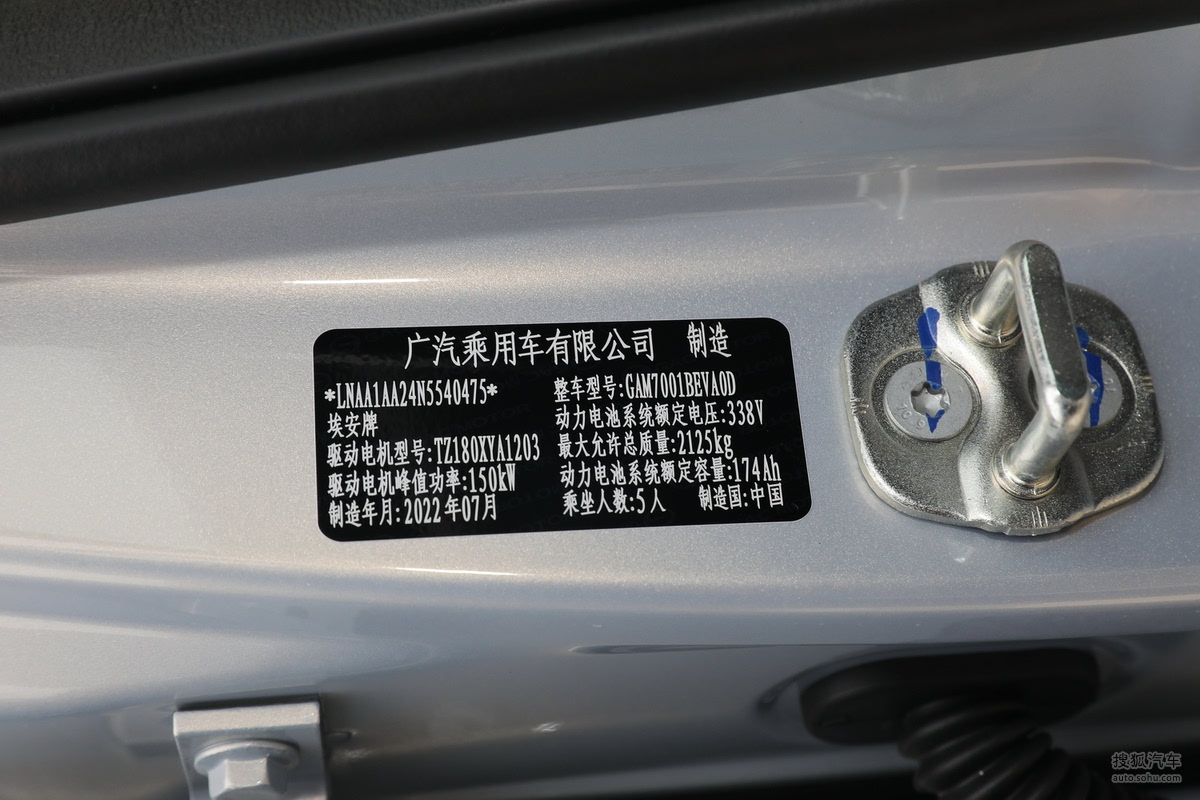 广汽乘用车有限公司 制造
*LNAA1AA24N5540475*
埃安牌
驱动电机型号:TZ180XYA1203
驱动电机峰值功率:150kW
制造年月:2022年07月
整车型号:GAM7001BEVA0D
动力电池系统额定电压:338V
最大允许总质量:2125kg
动力电池系统额定容量:174Ah
乘坐人数:5人 制造国:中国
搜狐汽车
auto.sohu.com